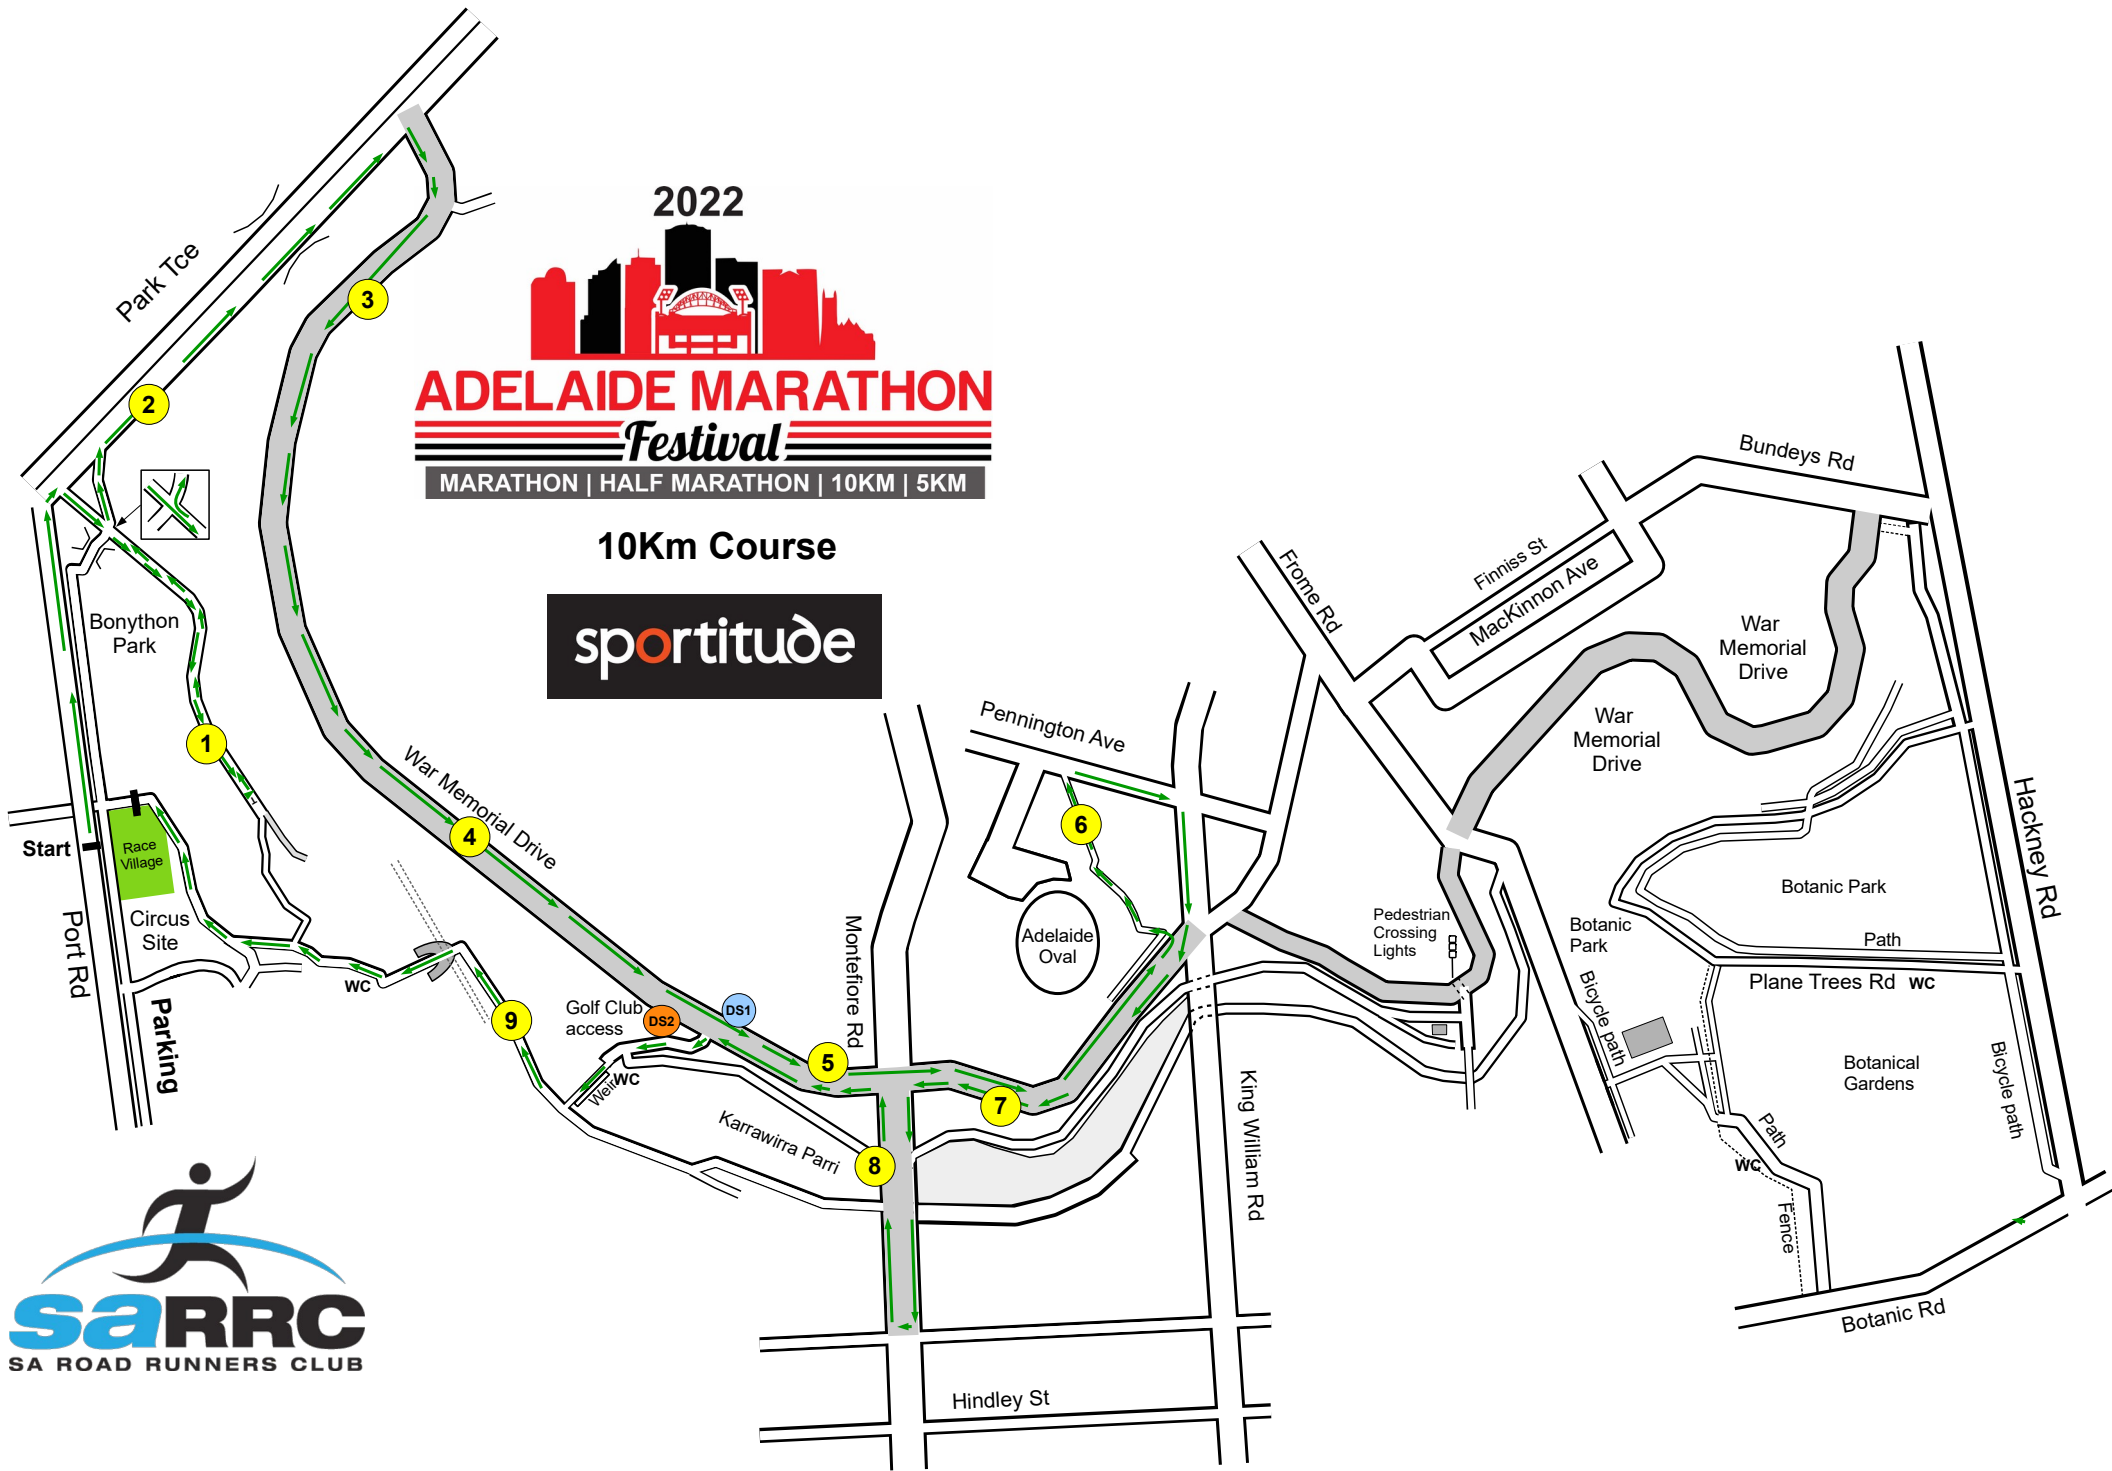 2022
ADELAIDE MARATHON
Festival
MARATHON | HALF MARATHON | 10KM | 5KM
10Km Course
sportitude
Park Tce
3
2
Bonython
Park
1
Start
Race
Village
Circus
Site
Port Rd
Parking
WC
War Memorial Drive
4
Golf Club
access
DS2
DS1
9
WC
Weir
5
Montefiore Rd
Karrawirra Parri
8
7
Pennington Ave
6
Adelaide
Oval
King William Rd
Hindley St
Frome Rd
Finniss St
MacKinnon Ave
Bundeys Rd
War
Memorial
Drive
War
Memorial
Drive
Hackney Rd
Pedestrian
Crossing
Lights
Botanic Park
Botanic
Park
Path
Plane Trees Rd WC
Bicycle path
Botanical
Gardens
Bicycle path
Path
WC
Fence
Botanic Rd
saRRC
SA ROAD RUNNERS CLUB